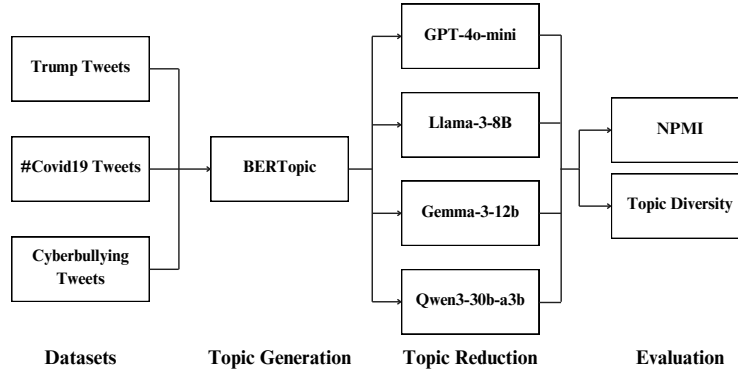 Trump Tweets
#Covid19 Tweets
Cyberbullying
Tweets
BERTopic
GPT-4o-mini
Llama-3-8B
Gemma-3-12b
Qwen3-30b-a3b
NPMI
Topic Diversity
Datasets
Topic Generation
Topic Reduction
Evaluation